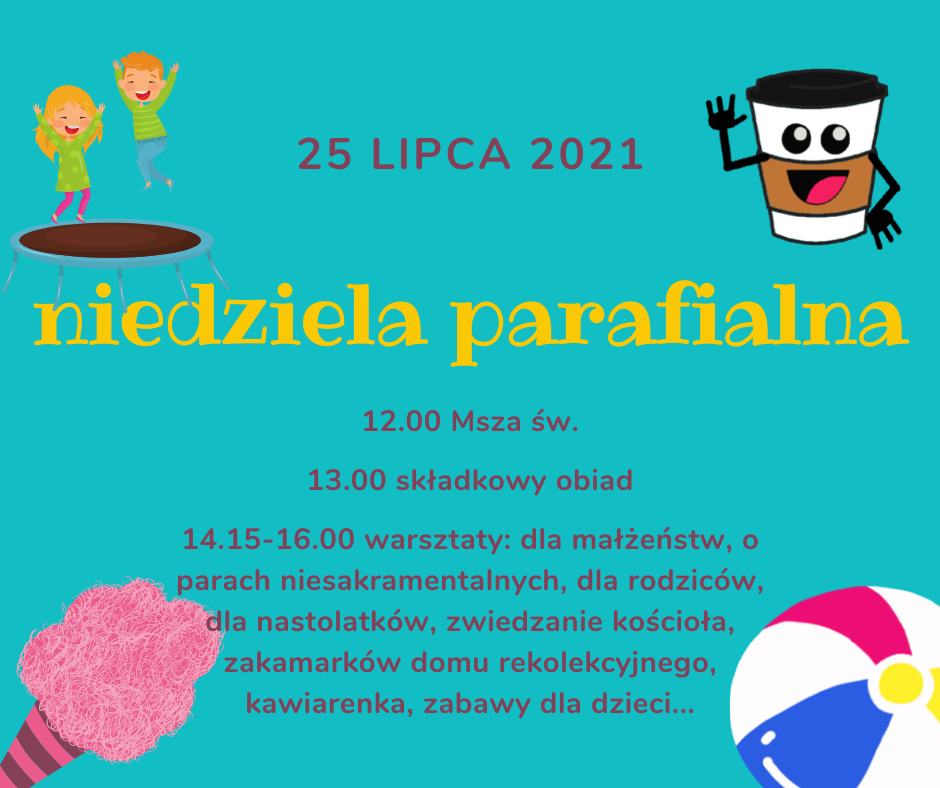 25 LIPCA 2021
niedziela parafialna
12.00 Msza św.
13.00 składkowy obiad
14.15-16.00 warsztaty: dla małżeństw, o
parach niesakramentalnych, dla rodziców,
dla nastolatków, zwiedzanie kościoła,
zakamarków domu rekolekcyjnego,
kawiarenka, zabawy dla dzieci...